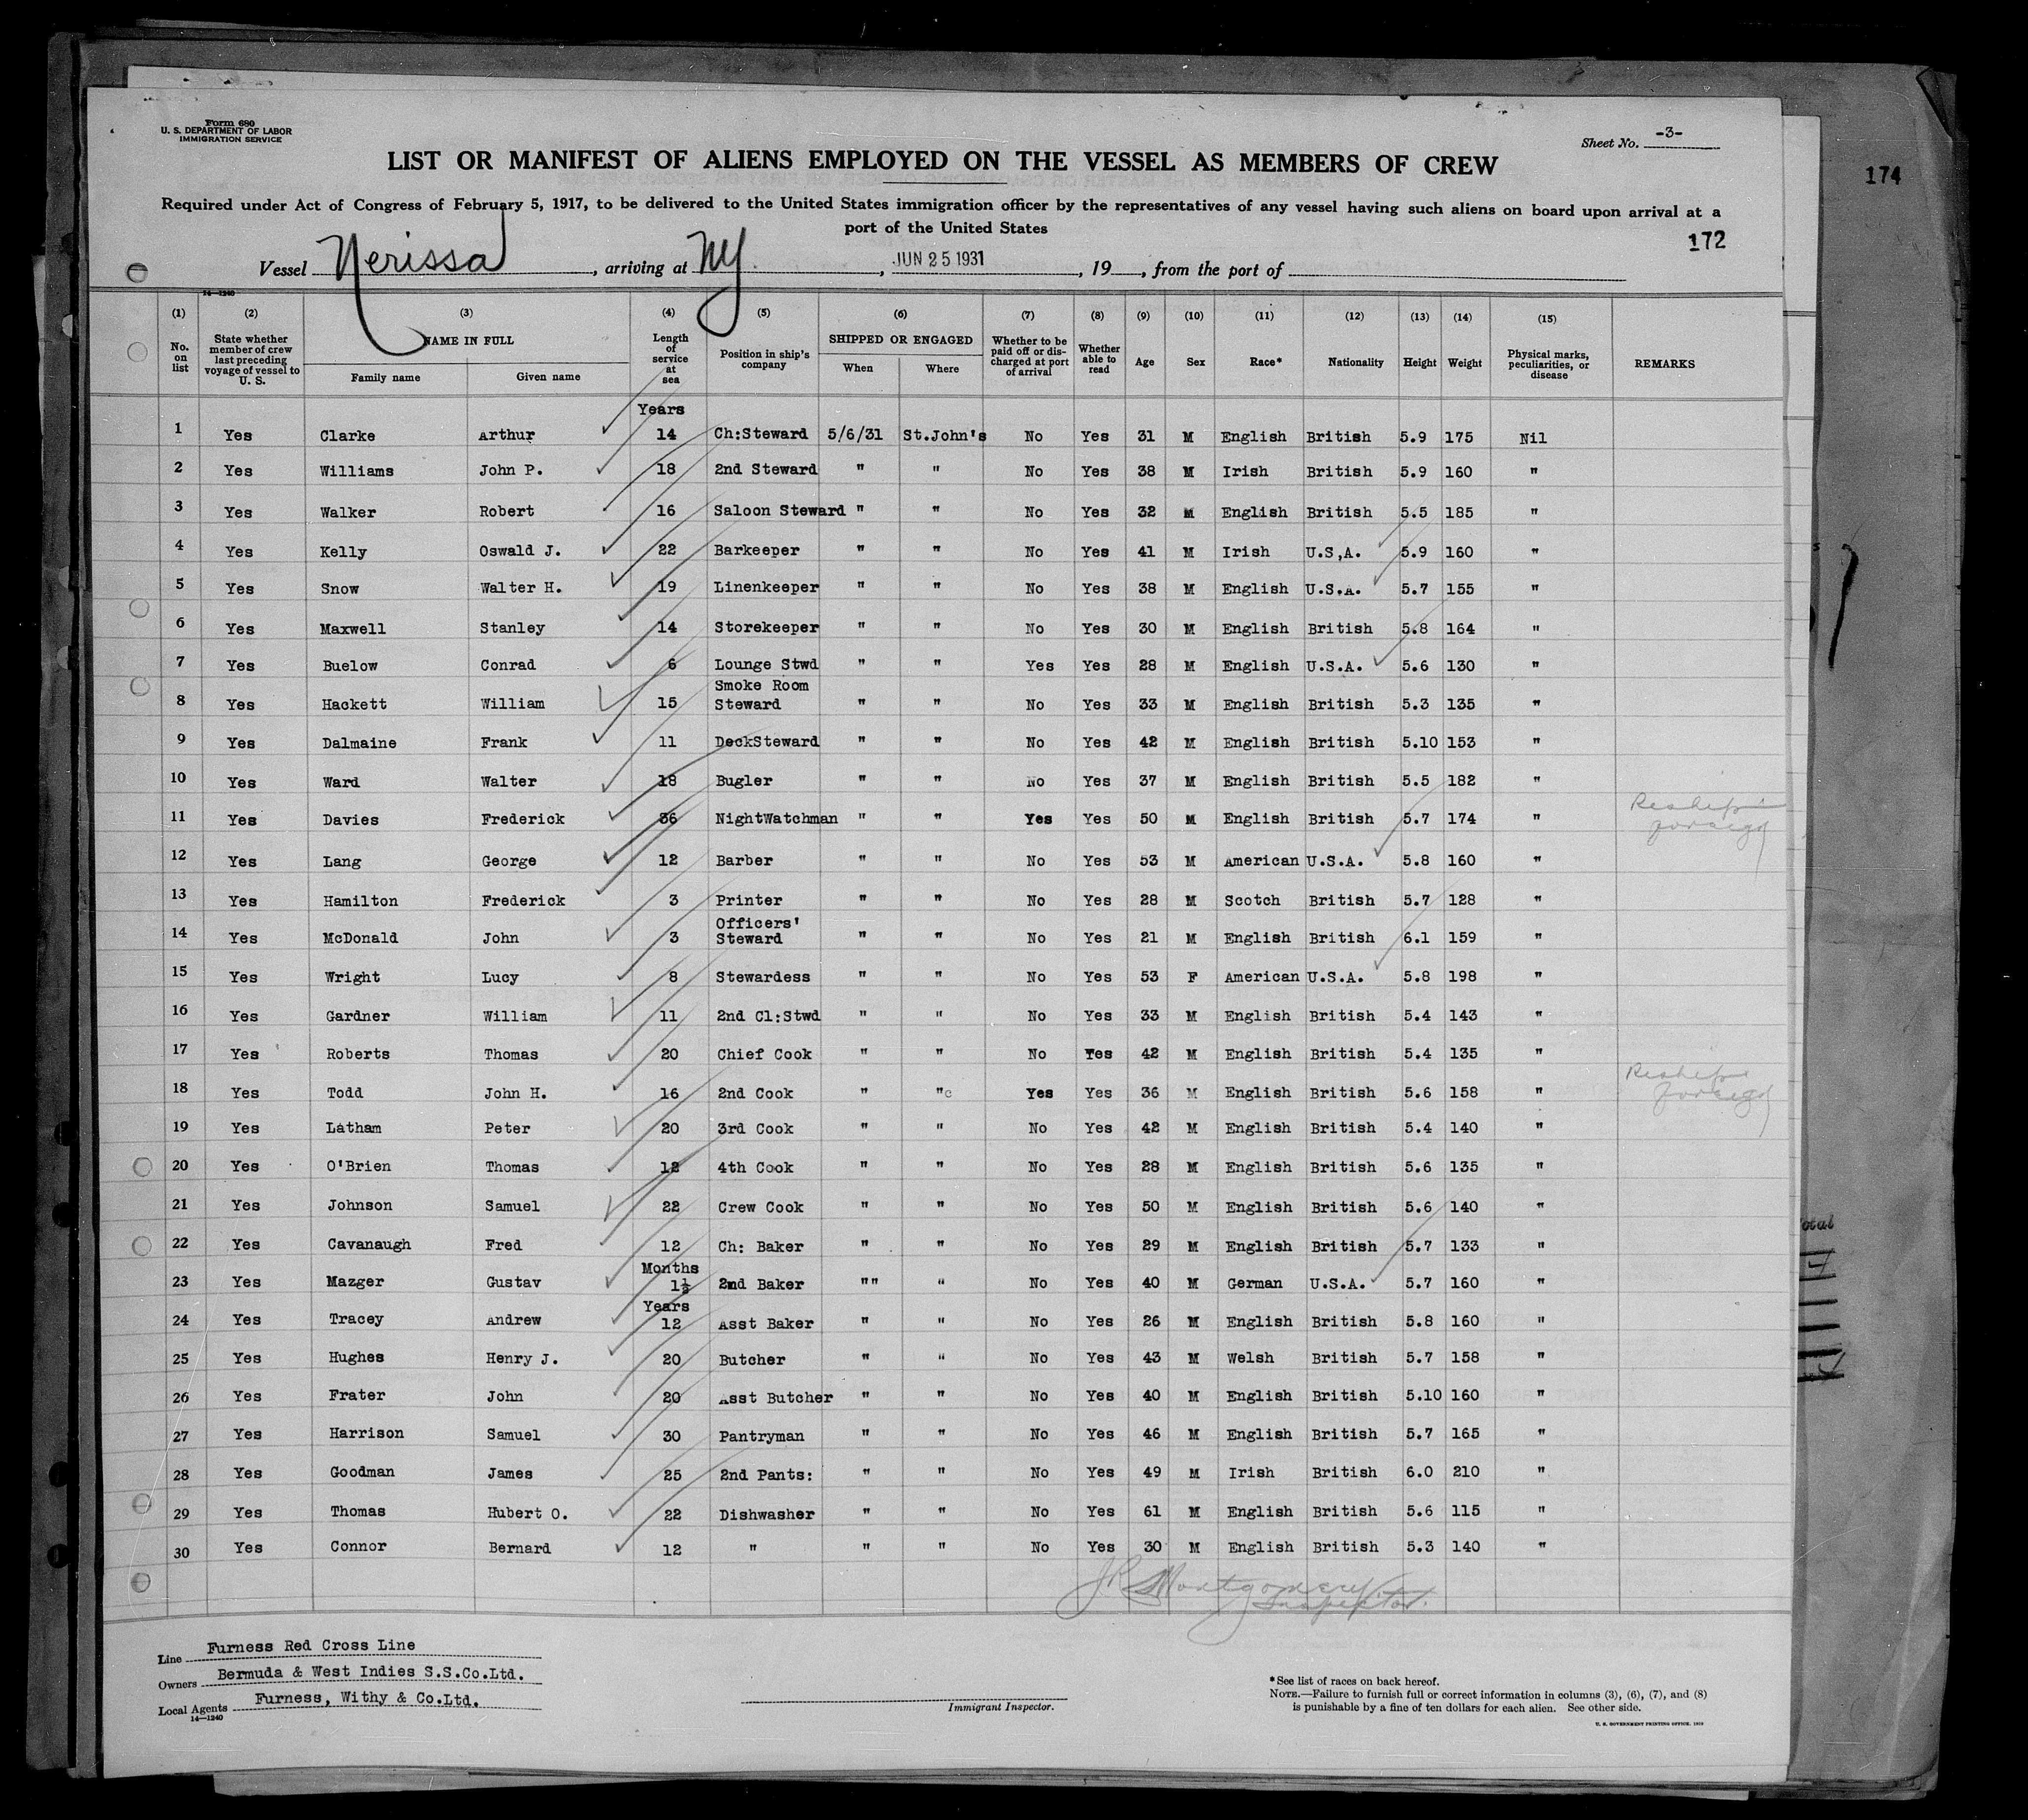 Form 680
U. S. DEPARTMENT OF LABOR
IMMIGRATION SERVICE
Sheet No. -3-
LIST OR MANIFEST OF ALIENS EMPLOYED ON THE VESSEL AS MEMBERS OF CREW
174
Required under Act of Congress of February 5, 1917, to be delivered to the United States immigration officer by the representatives of any vessel having such aliens on board upon arrival at a
port of the United States
172
Vessel Nerissa, arriving at NY., JUN 25 1931, 19, from the port of
14—1240
(1) (2) (3) (4) (5) (6) (7) (8) (9) (10) (11) (12) (13) (14) (15)
No. on list State whether member of crew last preceding voyage of vessel to U. S. NAME IN FULL Family name Given name Length of service at sea Position in ship's company SHIPPED OR ENGAGED When Where Whether to be paid off or discharged at port of arrival Whether able to read Age Sex Race* Nationality Height Weight Physical marks, peculiarities, or disease REMARKS
Years
1 Yes Clarke Arthur 14 Ch:Steward 5/6/31 St.John's No Yes 31 M English British 5.9 175 Nil
2 Yes Williams John P. 18 2nd Steward " " No Yes 38 M Irish British 5.9 160 "
3 Yes Walker Robert 16 Saloon Steward " " No Yes 32 M English British 5.5 185 "
4 Yes Kelly Oswald J. 22 Barkeeper " " No Yes 41 M Irish U.S,A. 5.9 160 "
5 Yes Snow Walter H. 19 Linenkeeper " " No Yes 38 M English U.S.A. 5.7 155 "
6 Yes Maxwell Stanley 14 Storekeeper " " No Yes 30 M English British 5.8 164 "
7 Yes Buelow Conrad 6 Lounge Stwd " " Yes Yes 28 M English U.S.A. 5.6 130 "
8 Yes Hackett William 15 Smoke Room Steward " " No Yes 33 M English British 5.3 135 "
9 Yes Dalmaine Frank 11 DeckSteward " " No Yes 42 M English British 5.10 153 "
10 Yes Ward Walter 18 Bugler " " No Yes 37 M English British 5.5 182 "
11 Yes Davies Frederick 36 NightWatchman " " Yes Yes 50 M English British 5.7 174 " Reship foreign
12 Yes Lang George 12 Barber " " No Yes 53 M American U.S.A. 5.8 160 "
13 Yes Hamilton Frederick 3 Printer " " No Yes 28 M Scotch British 5.7 128 "
14 Yes McDonald John 3 Officers' Steward " " No Yes 21 M English British 6.1 159 "
15 Yes Wright Lucy 8 Stewardess " " No Yes 53 F American U.S.A. 5.8 198 "
16 Yes Gardner William 11 2nd Cl:Stwd " " No Yes 33 M English British 5.4 143 "
17 Yes Roberts Thomas 20 Chief Cook " " No Yes 42 M English British 5.4 135 "
18 Yes Todd John H. 16 2nd Cook " "c Yes Yes 36 M English British 5.6 158 " Reship foreign
19 Yes Latham Peter 20 3rd Cook " " No Yes 42 M English British 5.4 140 "
20 Yes O'Brien Thomas 12 4th Cook " " No Yes 28 M English British 5.6 135 "
21 Yes Johnson Samuel 22 Crew Cook " " No Yes 50 M English British 5.6 140 "
22 Yes Cavanaugh Fred 12 Ch: Baker " " No Yes 29 M English British 5.7 133 "
23 Yes Mazger Gustav Months 1½ 2nd Baker "" " No Yes 40 M German U.S.A. 5.7 160 "
24 Yes Tracey Andrew Years 12 Asst Baker " " No Yes 26 M English British 5.8 160 "
25 Yes Hughes Henry J. 20 Butcher " " No Yes 43 M Welsh British 5.7 158 "
26 Yes Frater John 20 Asst Butcher " " No Yes 40 M English British 5.10 160 "
27 Yes Harrison Samuel 30 Pantryman " " No Yes 46 M English British 5.7 165 "
28 Yes Goodman James 25 2nd Pants: " " No Yes 49 M Irish British 6.0 210 "
29 Yes Thomas Hubert O. 22 Dishwasher " " No Yes 61 M English British 5.6 115 "
30 Yes Connor Bernard 12 " " " No Yes 30 M English British 5.3 140 "
J R Montgomery
Inspector.
Line Furness Red Cross Line
Owners Bermuda & West Indies S.S.Co.Ltd.
Local Agents Furness, Withy & Co.Ltd.
14—1240
Immigrant Inspector.
*See list of races on back hereof.
NOTE.—Failure to furnish full or correct information in columns (3), (6), (7), and (8)
is punishable by a fine of ten dollars for each alien. See other side.
U. S. GOVERNMENT PRINTING OFFICE. 1929